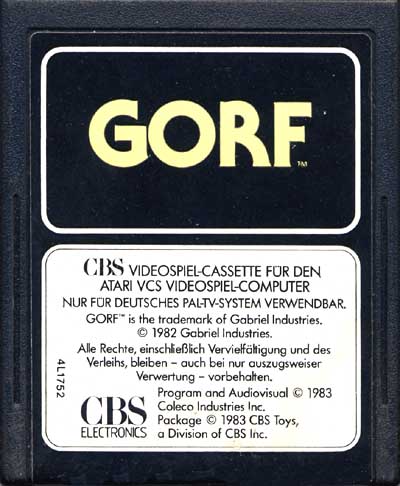 GORF™
CBS VIDEOSPIEL-CASSETTE FÜR DEN
ATARI VCS VIDEOSPIEL-COMPUTER
NUR FÜR DEUTSCHES PAL-TV-SYSTEM VERWENDBAR.
GORF™ is the trademark of Gabriel Industries.
© 1982 Gabriel Industries.
Alle Rechte, einschließlich Vervielfältigung und des
Verleihs, bleiben – auch bei nur auszugsweiser
Verwertung – vorbehalten.
4L1752
CBS
ELECTRONICS
Program and Audiovisual © 1983
Coleco Industries Inc.
Package © 1983 CBS Toys,
a Division of CBS Inc.